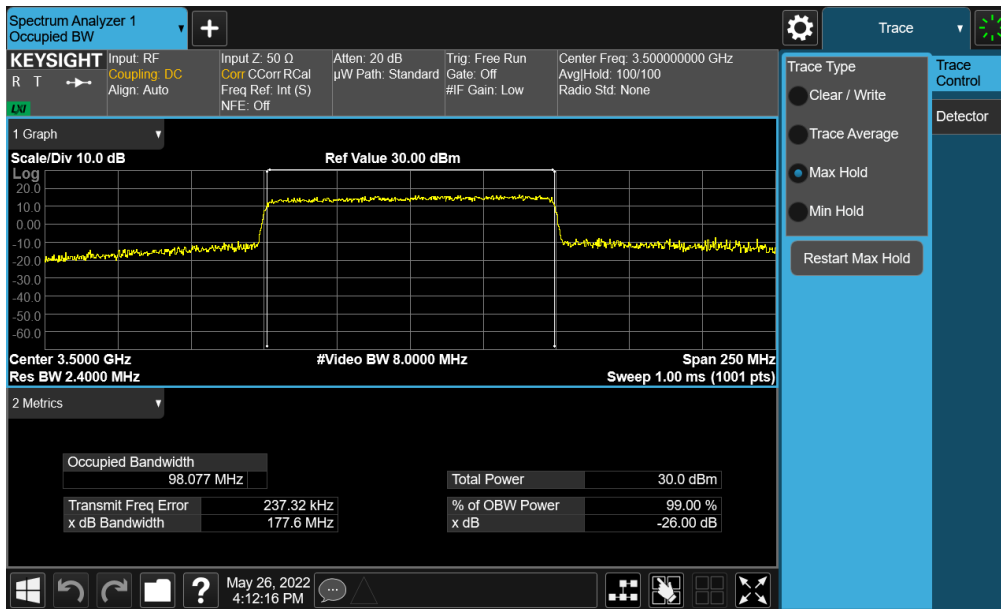 Spectrum Analyzer 1
Occupied BW
Trace
KEYSIGHT
R T
LXI
Input: RF
Coupling: DC
Align: Auto
Input Z: 50 Ω
Corr CCorr RCal
Freq Ref: Int (S)
NFE: Off
Atten: 20 dB
µW Path: Standard
Trig: Free Run
Gate: Off
#IF Gain: Low
Center Freq: 3.500000000 GHz
Avg|Hold: 100/100
Radio Std: None
Trace Type
Clear / Write
Trace Average
Max Hold
Min Hold
Restart Max Hold
Trace
Control
Detector
1 Graph
Scale/Div 10.0 dB
Ref Value 30.00 dBm
Log
20.0
10.0
0.00
-10.0
-20.0
-30.0
-40.0
-50.0
-60.0
Center 3.5000 GHz
#Video BW 8.0000 MHz
Span 250 MHz
Res BW 2.4000 MHz
Sweep 1.00 ms (1001 pts)
2 Metrics
Occupied Bandwidth
98.077 MHz
Total Power 30.0 dBm
Transmit Freq Error 237.32 kHz
% of OBW Power 99.00 %
x dB Bandwidth 177.6 MHz
x dB -26.00 dB
?
May 26, 2022
4:12:16 PM